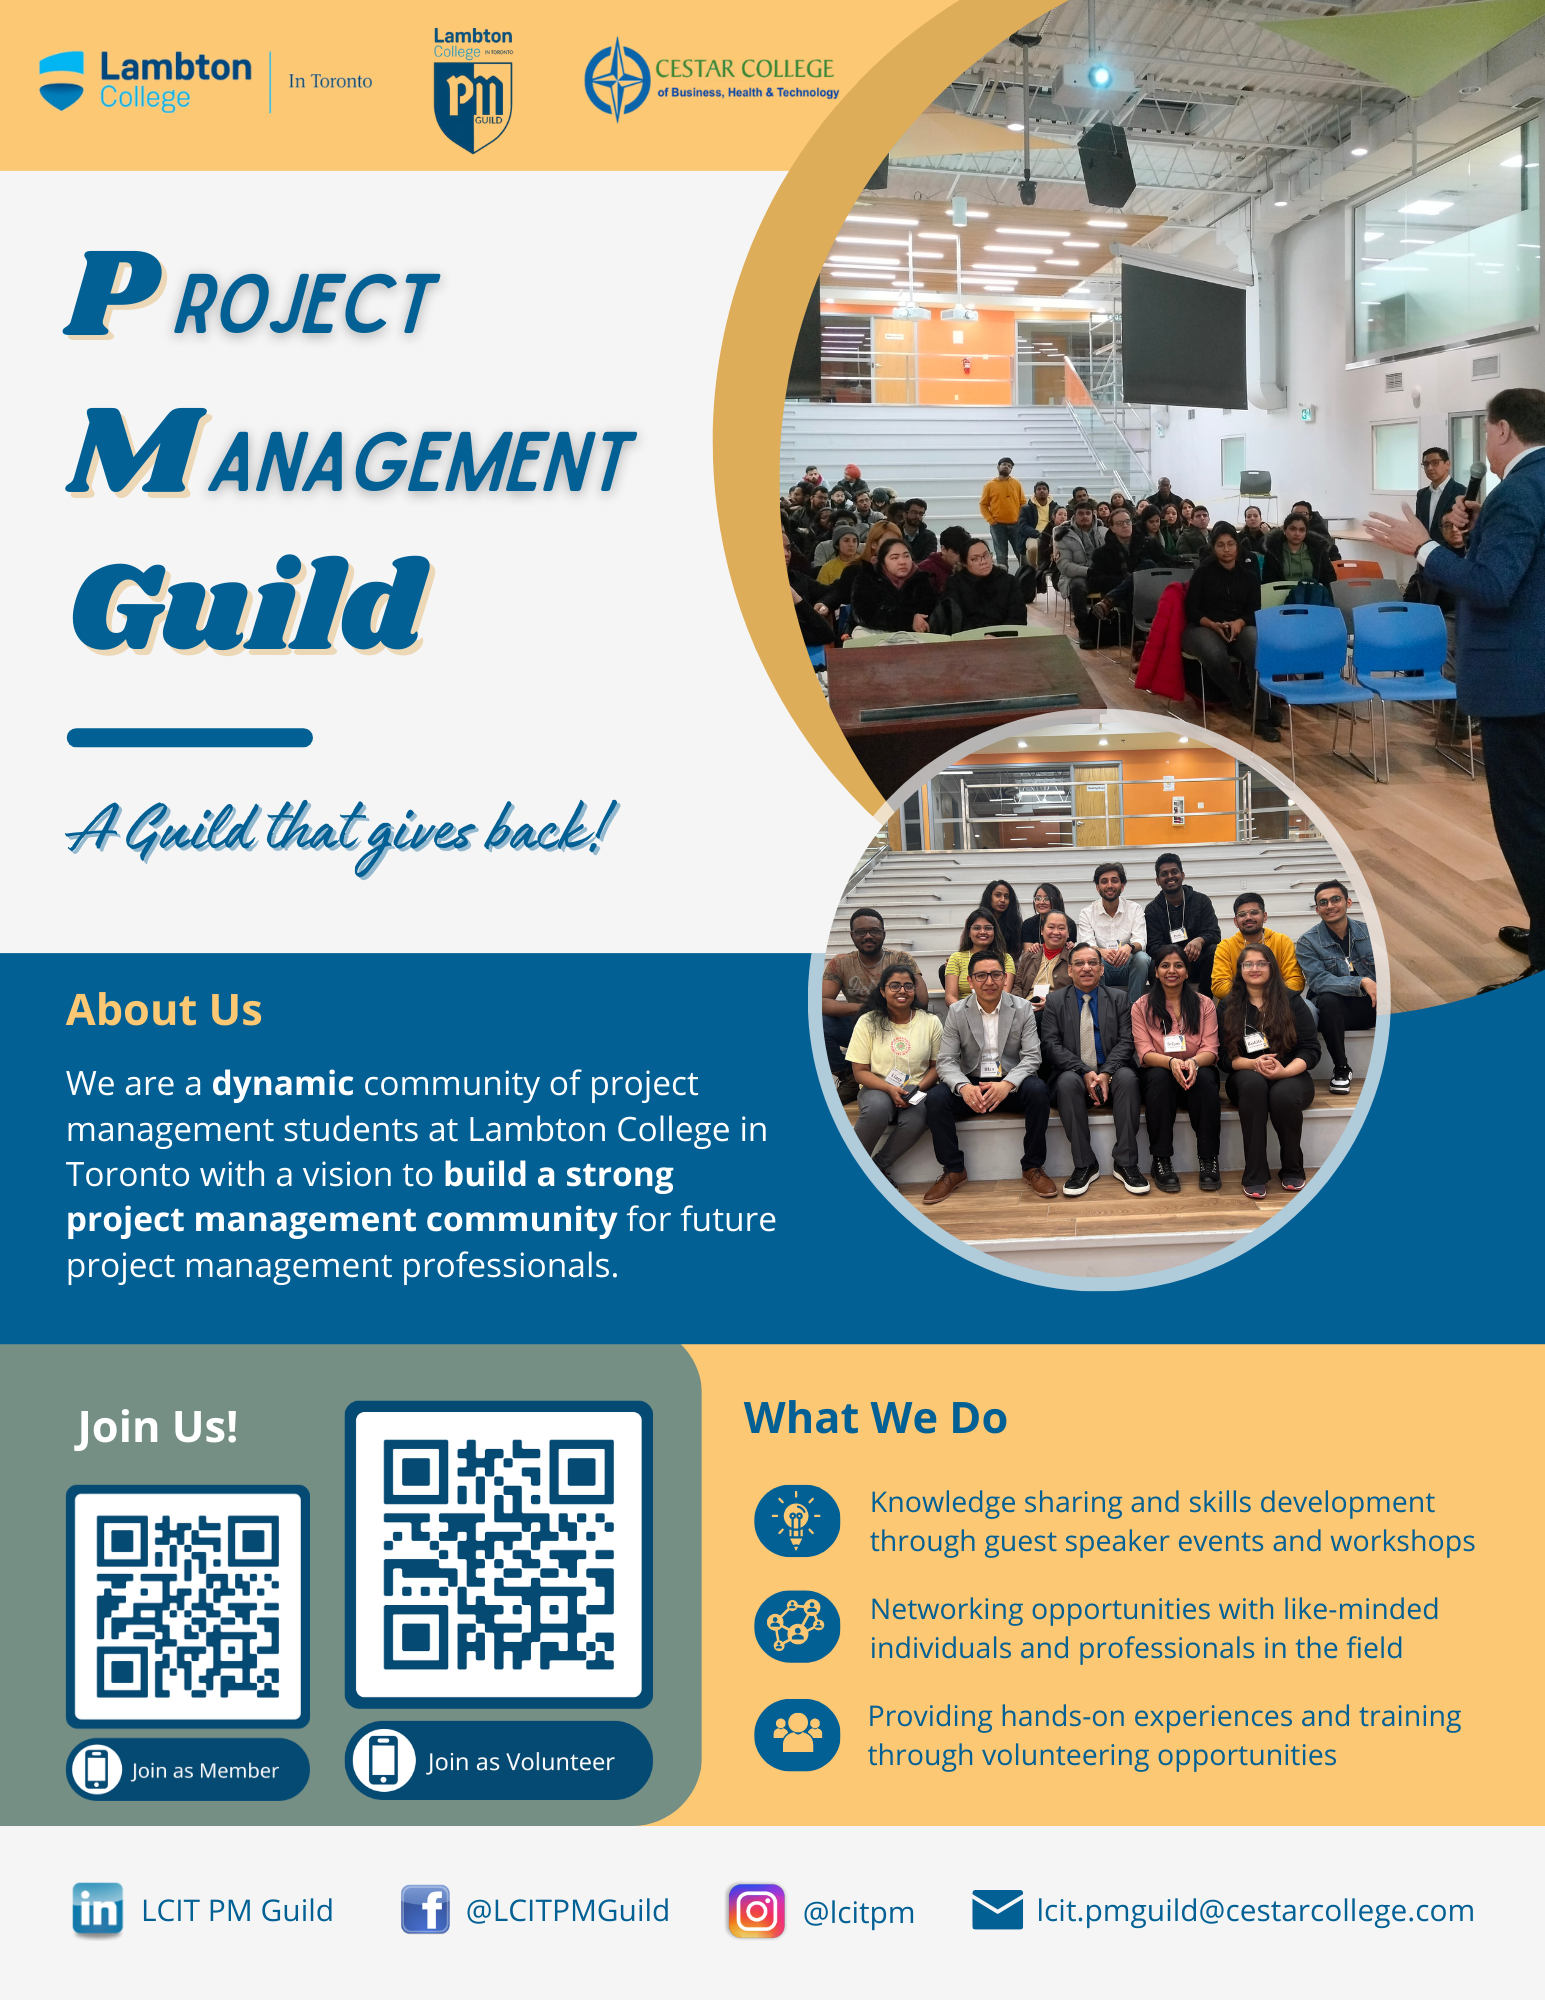 Lambton
College
In Toronto
Lambton
College IN TORONTO
pm
GUILD
CESTAR COLLEGE
of Business, Health & Technology
PROJECT
MANAGEMENT
Guild
A Guild that gives back!
About Us
We are a dynamic community of project
management students at Lambton College in
Toronto with a vision to build a strong
project management community for future
project management professionals.
Join Us!
Join as Member
Join as Volunteer
What We Do
Knowledge sharing and skills development
through guest speaker events and workshops
Networking opportunities with like-minded
individuals and professionals in the field
Providing hands-on experiences and training
through volunteering opportunities
in LCIT PM Guild
f @LCITPMGuild
@lcitpm
lcit.pmguild@cestarcollege.com